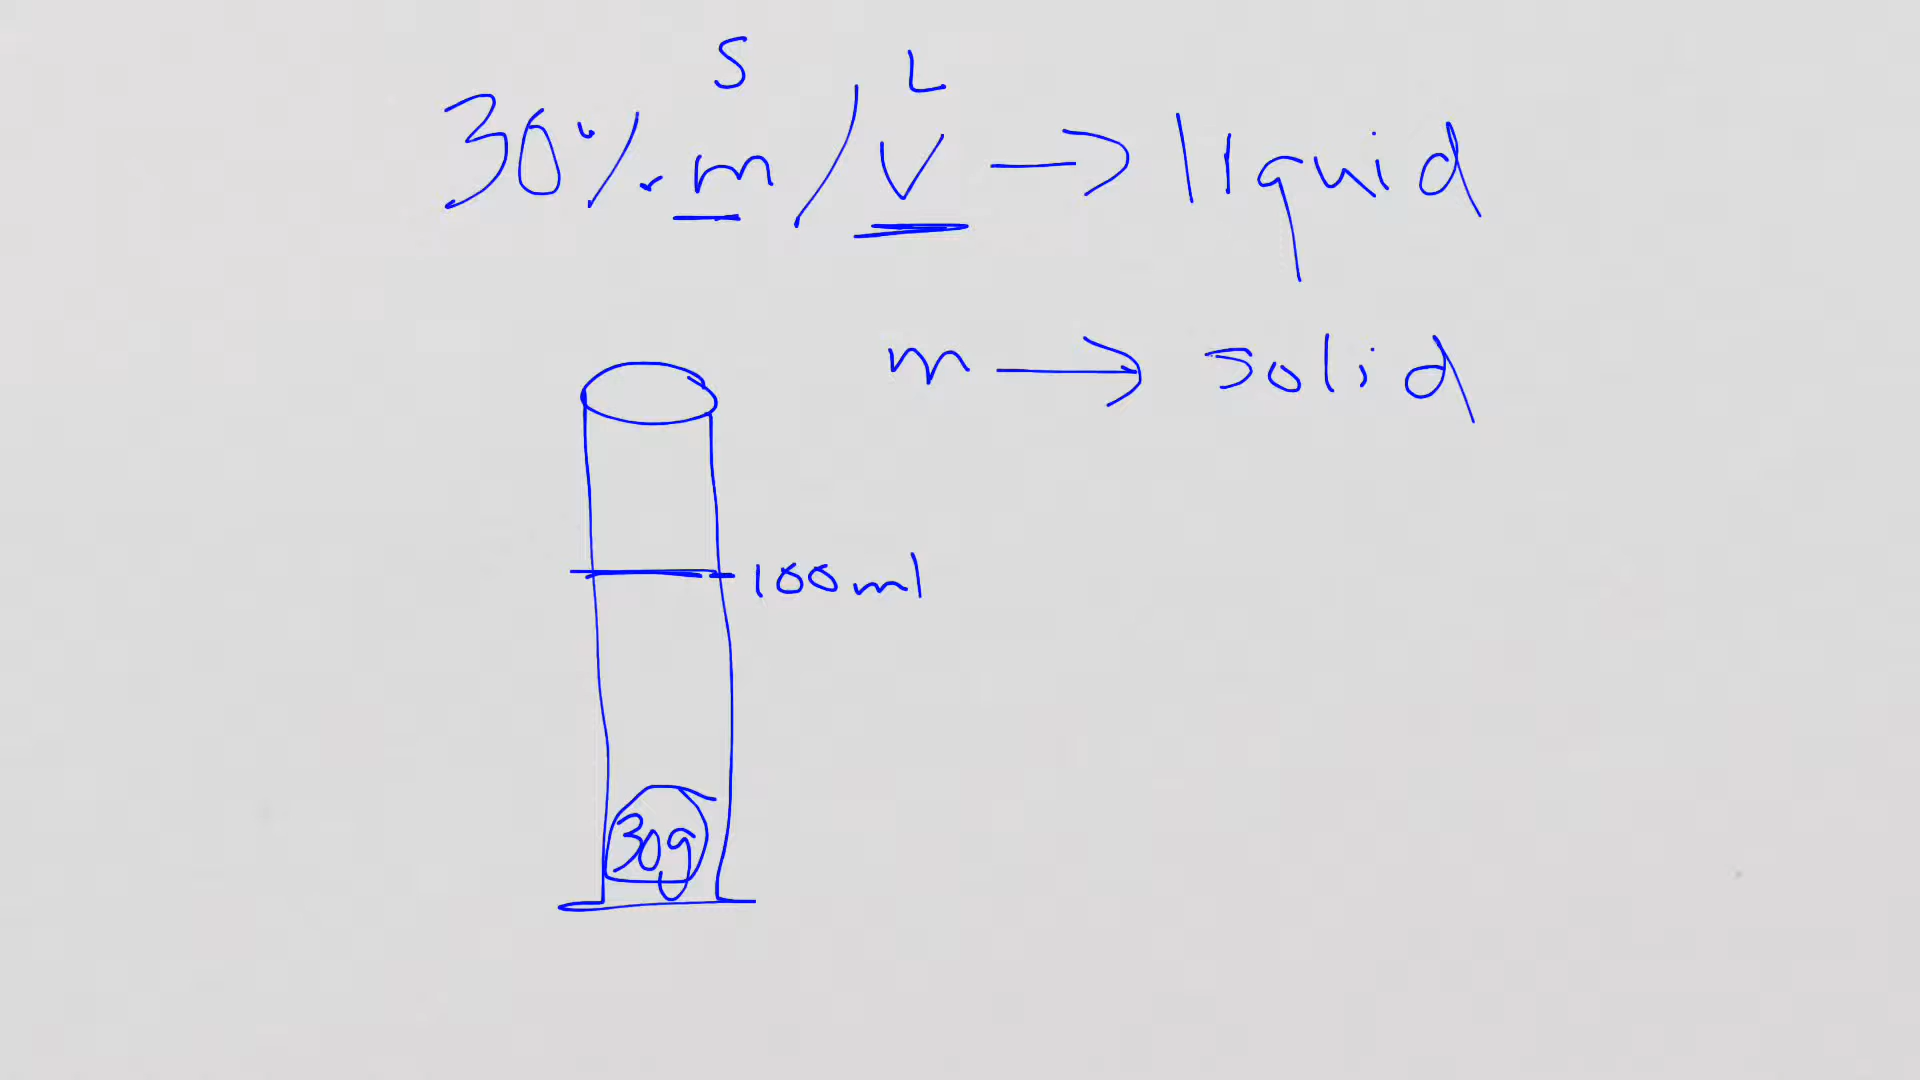 S L
30% m/v → liquid
m → solid
100ml
30g